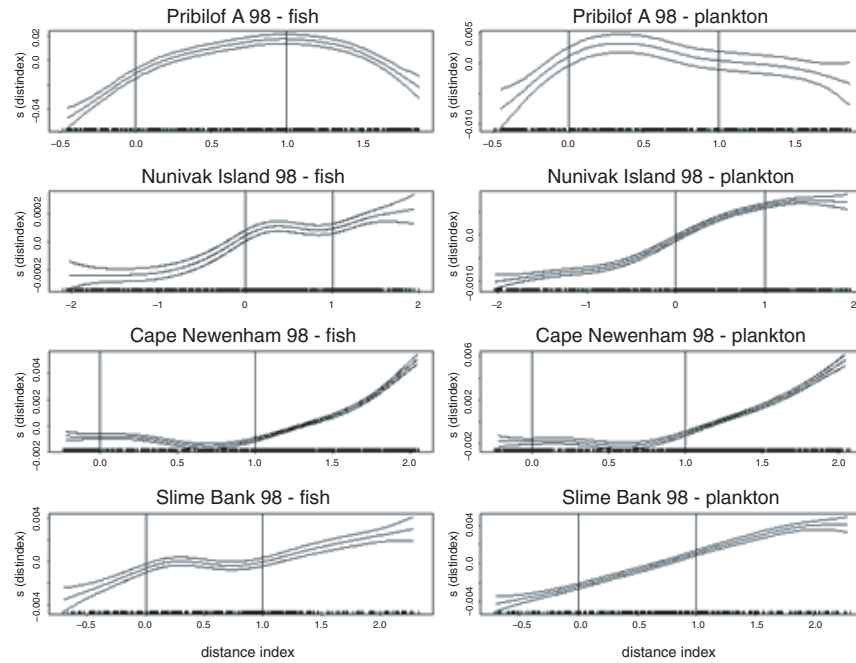 Pribilof A 98 - fish
Pribilof A 98 - plankton
s (distindex)
0.02
0.0
-0.04
-0.5 0.0 0.5 1.0 1.5
s (distindex)
0.005
0.0
-0.010
-0.5 0.0 0.5 1.0 1.5
Nunivak Island 98 - fish
Nunivak Island 98 - plankton
s (distindex)
0.0002
0.0
-0.0002
-2 -1 0 1 2
s (distindex)
0.0
-0.0010
-2 -1 0 1 2
Cape Newenham 98 - fish
Cape Newenham 98 - plankton
s (distindex)
0.004
0.002
0.0
-0.002
0.0 0.5 1.0 1.5 2.0
s (distindex)
0.006
0.002
-0.002
0.0 0.5 1.0 1.5 2.0
Slime Bank 98 - fish
Slime Bank 98 - plankton
s (distindex)
0.004
0.0
-0.004
-0.5 0.0 0.5 1.0 1.5 2.0
s (distindex)
0.004
0.0
-0.004
-0.5 0.0 0.5 1.0 1.5 2.0
distance index
distance index